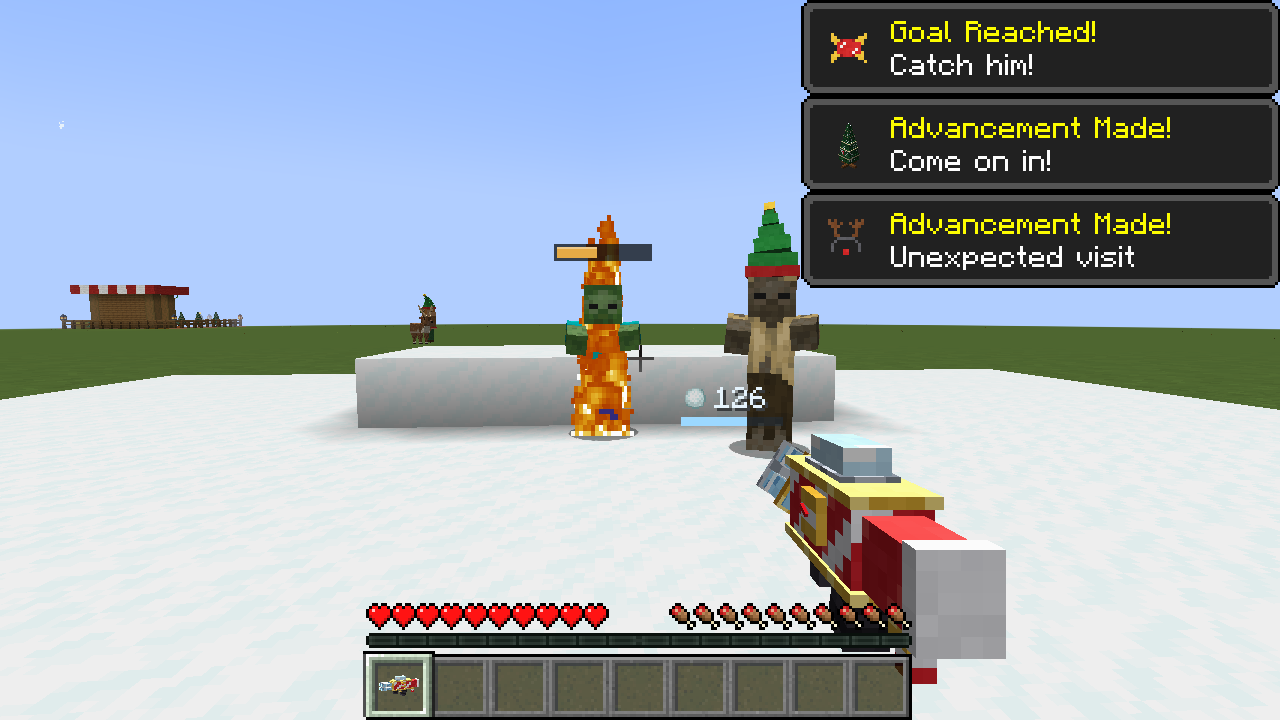 Goal Reached!
Catch him!
Advancement Made!
Come on in!
Advancement Made!
Unexpected visit
126